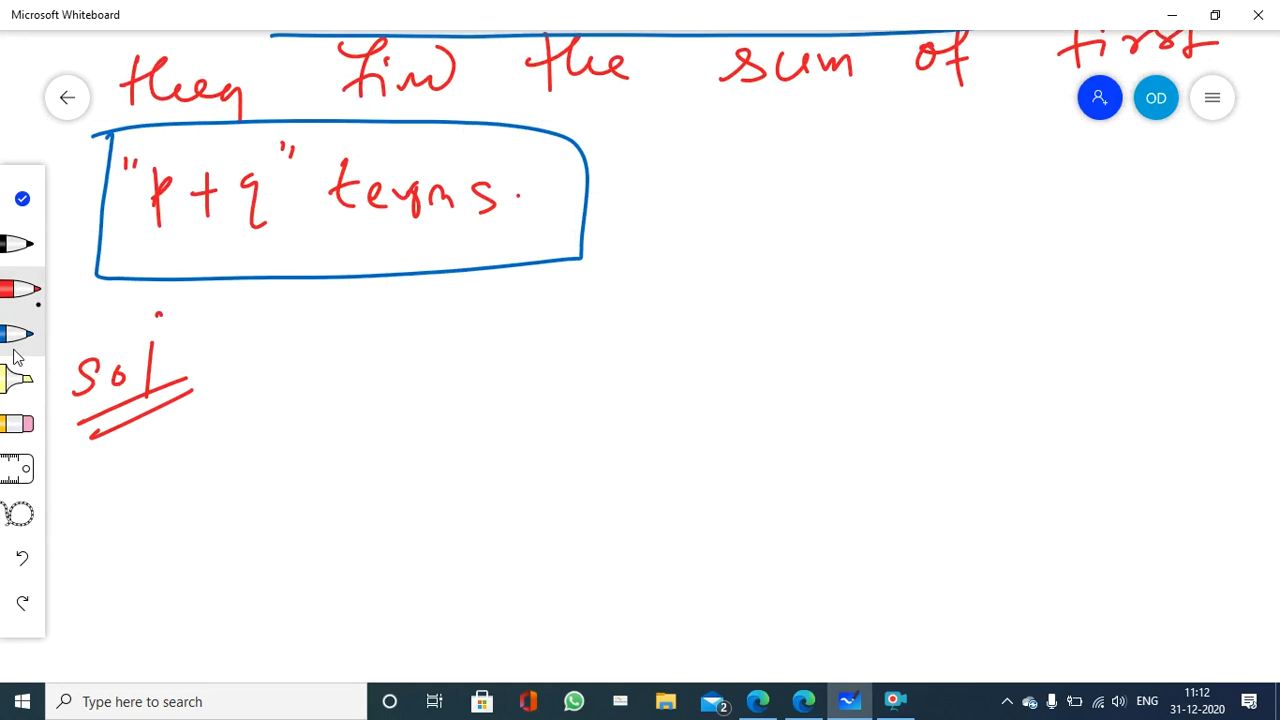 Microsoft Whiteboard
then find the sum of first
"p+q" terms.
OD
sol
Type here to search
2
ENG
11:12
31-12-2020